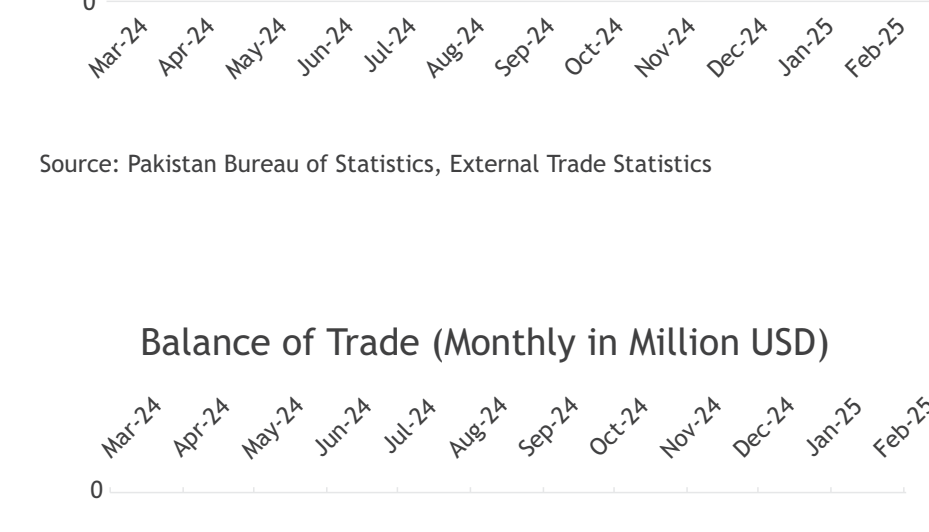 0
Mar-24 Apr-24 May-24 Jun-24 Jul-24 Aug-24 Sep-24 Oct-24 Nov-24 Dec-24 Jan-25 Feb-25
Source: Pakistan Bureau of Statistics, External Trade Statistics
Balance of Trade (Monthly in Million USD)
Mar-24 Apr-24 May-24 Jun-24 Jul-24 Aug-24 Sep-24 Oct-24 Nov-24 Dec-24 Jan-25 Feb-25
0